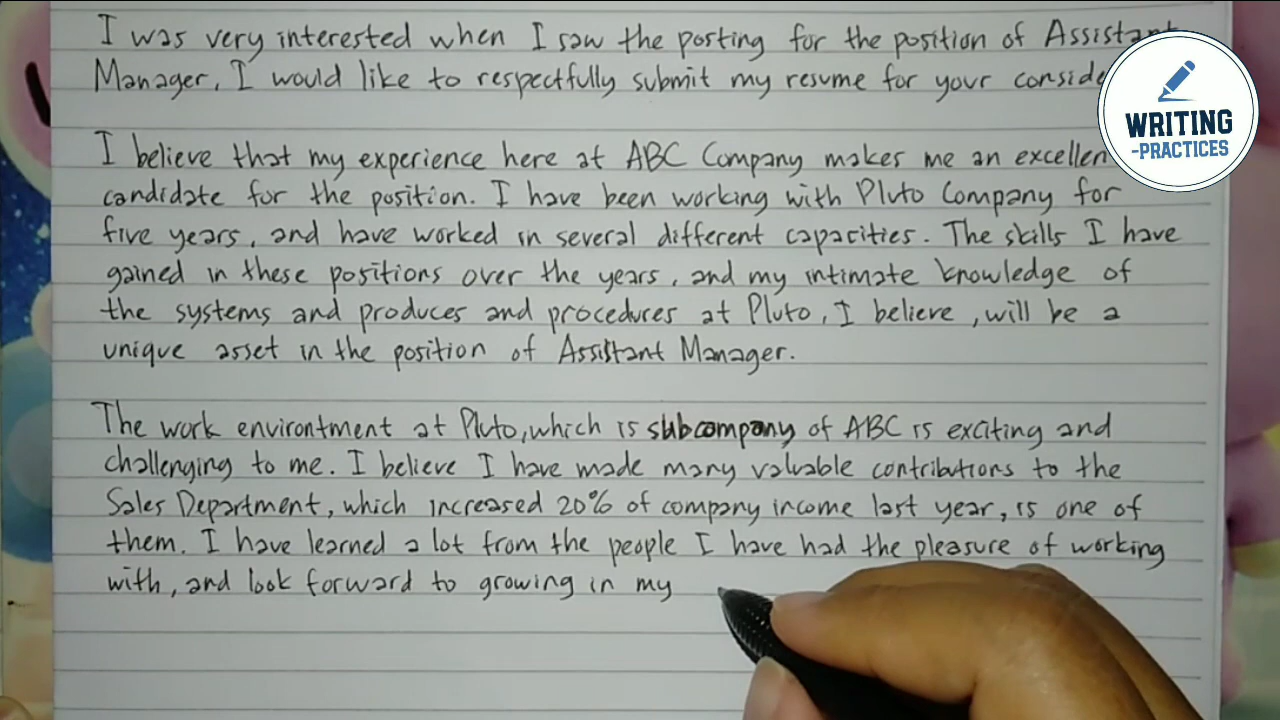 I was very interested when I saw the posting for the position of Assistant
Manager, I would like to respectfully submit my resume for your conside
I believe that my experience here at ABC Company makes me an excellen
candidate for the position. I have been working with Pluto Company for
five years, and have worked in several different capacities. The skills I have
gained in these positions over the years, and my intimate knowledge of
the systems and produces and procedures at Pluto, I believe, will be a
unique asset in the position of Assistant Manager.
The work environtment at Pluto, which is subcompany of ABC is exciting and
challenging to me. I believe I have made many valuable contributions to the
Sales Department, which increased 20% of company income last year, is one of
them. I have learned a lot from the people I have had the pleasure of working
with, and look forward to growing in my
WRITING
-PRACTICES